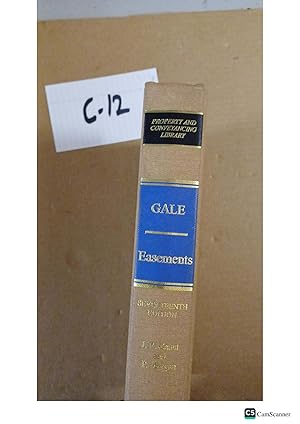 C-12
PROPERTY AND
CONVEYANCING
LIBRARY
GALE
Easements
SEVENTEENTH
EDITION
CS CamScanner